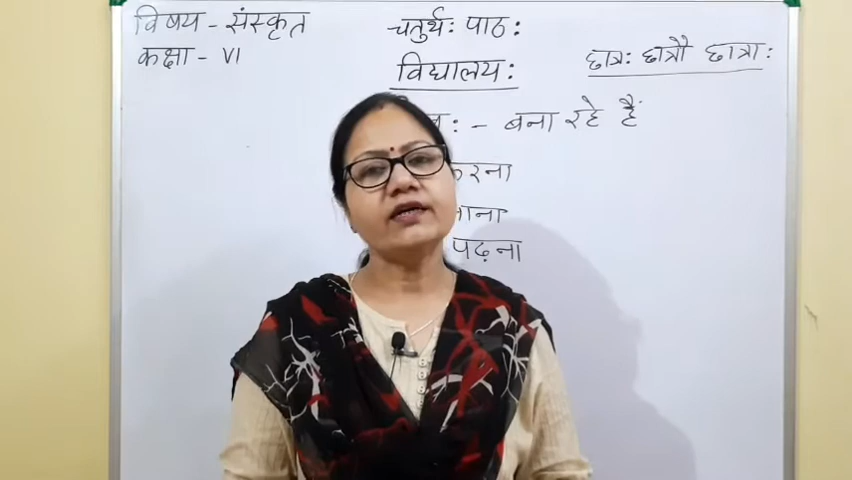 विषय - संस्कृत
कक्षा - VI
चतुर्थः पाठः
विद्यालयः
छात्रः छात्रौ छात्राः
: - बना रहे हैं
करना
पढ़ना